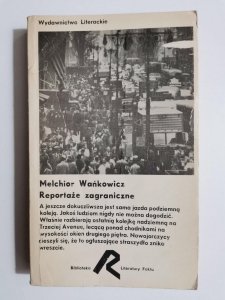 Wydawnictwo Literackie
Melchior Wańkowicz
Reportaże zagraniczne
A jeszcze dokuczliwsza jest sama jazda podziemną
koleją. Jakoś ludziom nigdy nie można dogodzić.
Właśnie rozbierają ostatnią kolejkę nadziemną na
Trzeciej Avenue, lecącą ponad chodnikami na
wysokości okien drugiego piętra. Nowojorczycy
cieszyli się, że to ogłuszające straszydło znika
wreszcie.
Biblioteka R Literatury Faktu